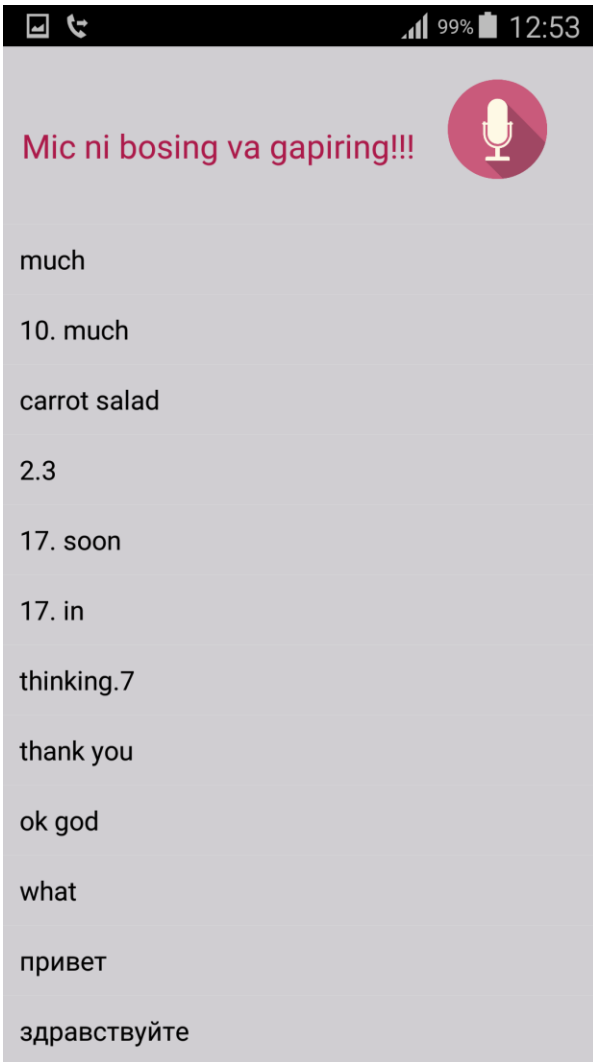 99% 12:53
Mic ni bosing va gapiring!!!
much
10. much
carrot salad
2.3
17. soon
17. in
thinking.7
thank you
ok god
what
привет
здравствуйте